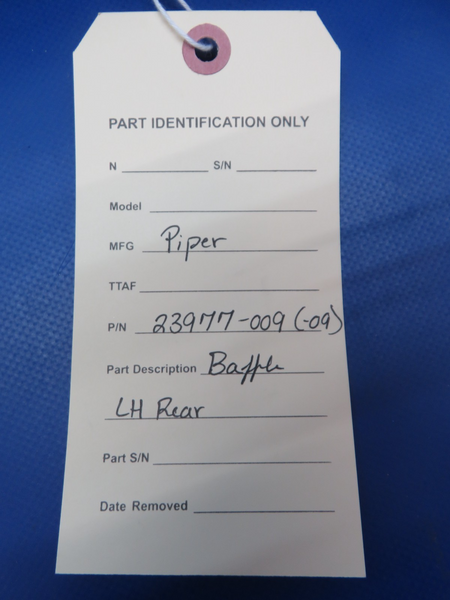 PART IDENTIFICATION ONLY
N S/N
Model
MFG Piper
TTAF
P/N 23977-009 (-09)
Part Description Baffle
LH Rear
Part S/N
Date Removed